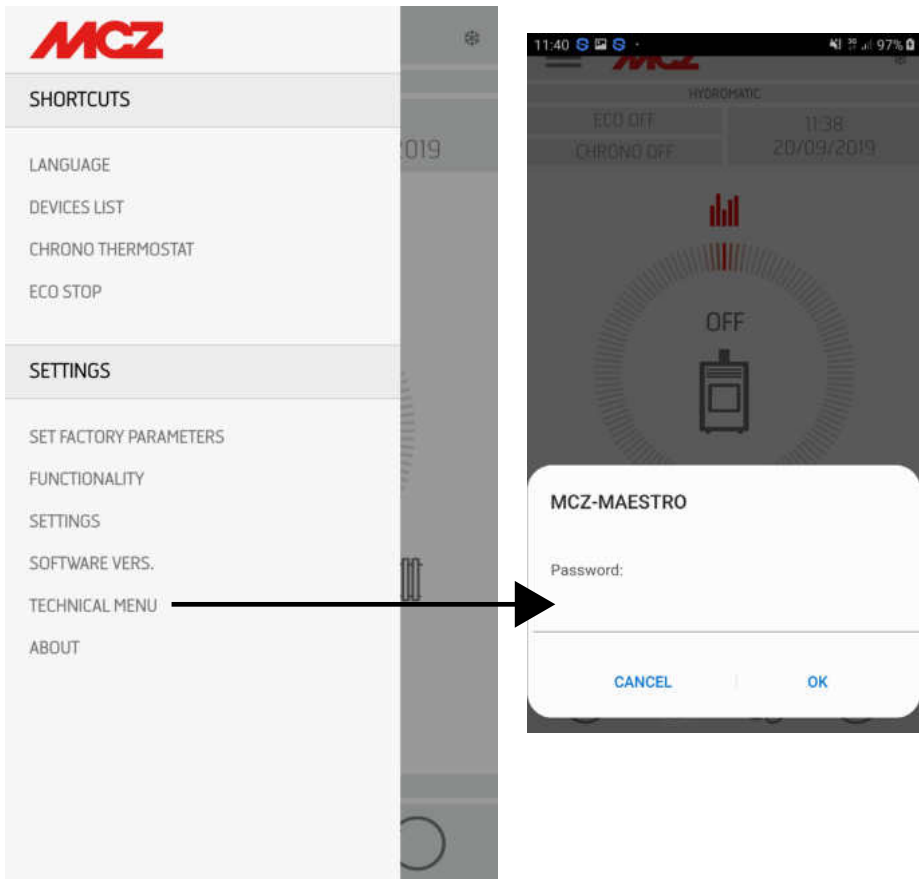 MCZ
SHORTCUTS
LANGUAGE
DEVICES LIST
CHRONO THERMOSTAT
ECO STOP
SETTINGS
SET FACTORY PARAMETERS
FUNCTIONALITY
SETTINGS
SOFTWARE VERS.
TECHNICAL MENU
ABOUT
019
11:40 97%
MCZ
HYDROMATIC
ECO OFF
CHRONO OFF
11:38
20/09/2019
OFF
MCZ-MAESTRO
Password:
CANCEL OK